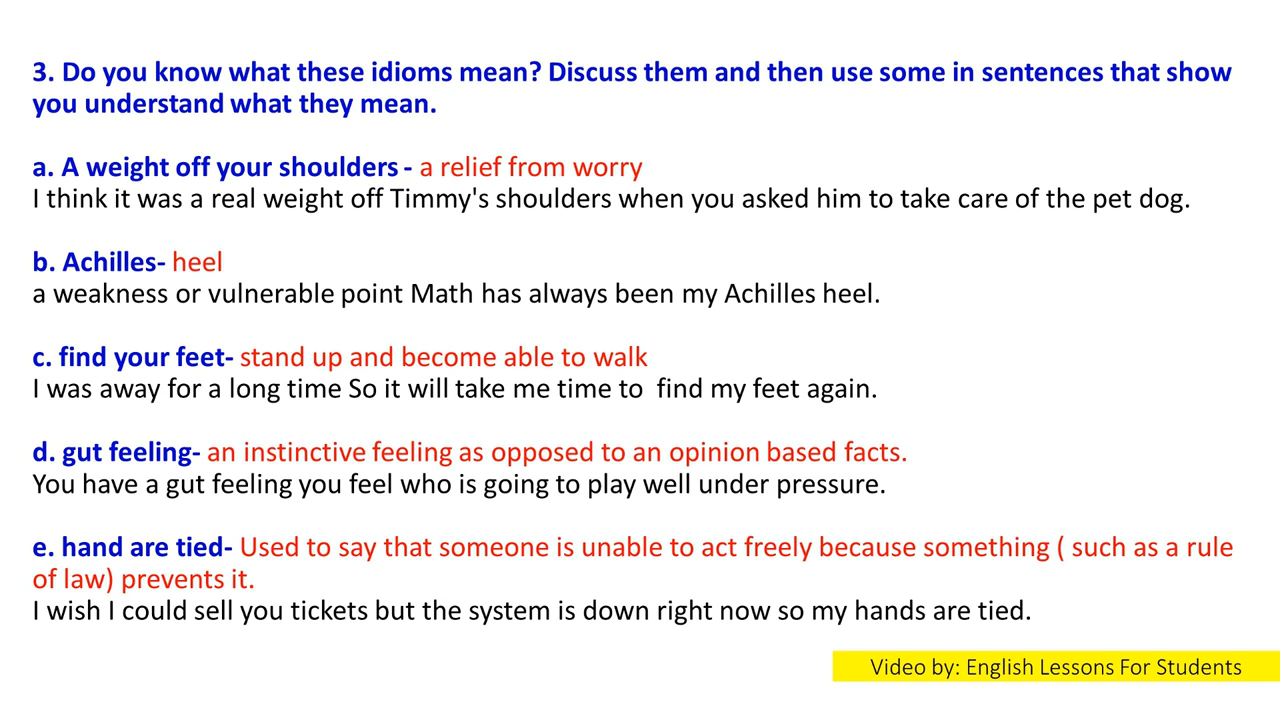 3. Do you know what these idioms mean? Discuss them and then use some in sentences that show
you understand what they mean.
a. A weight off your shoulders - a relief from worry
I think it was a real weight off Timmy's shoulders when you asked him to take care of the pet dog.
b. Achilles- heel
a weakness or vulnerable point Math has always been my Achilles heel.
c. find your feet- stand up and become able to walk
I was away for a long time So it will take me time to  find my feet again.
d. gut feeling- an instinctive feeling as opposed to an opinion based facts.
You have a gut feeling you feel who is going to play well under pressure.
e. hand are tied- Used to say that someone is unable to act freely because something ( such as a rule
of law) prevents it.
I wish I could sell you tickets but the system is down right now so my hands are tied.
Video by: English Lessons For Students